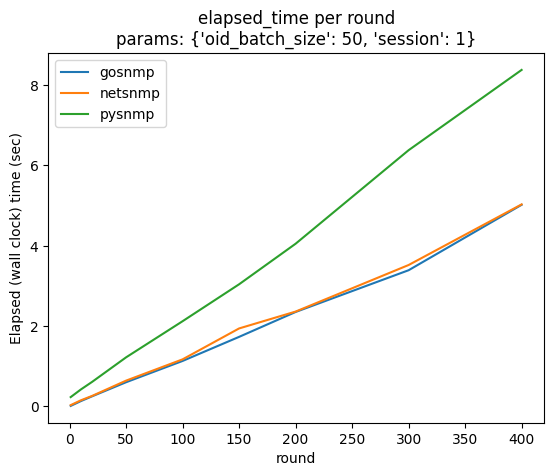 elapsed_time per round
params: {'oid_batch_size': 50, 'session': 1}
gosnmp
netsnmp
pysnmp
Elapsed (wall clock) time (sec)
8
6
4
2
0
0 50 100 150 200 250 300 350 400
round